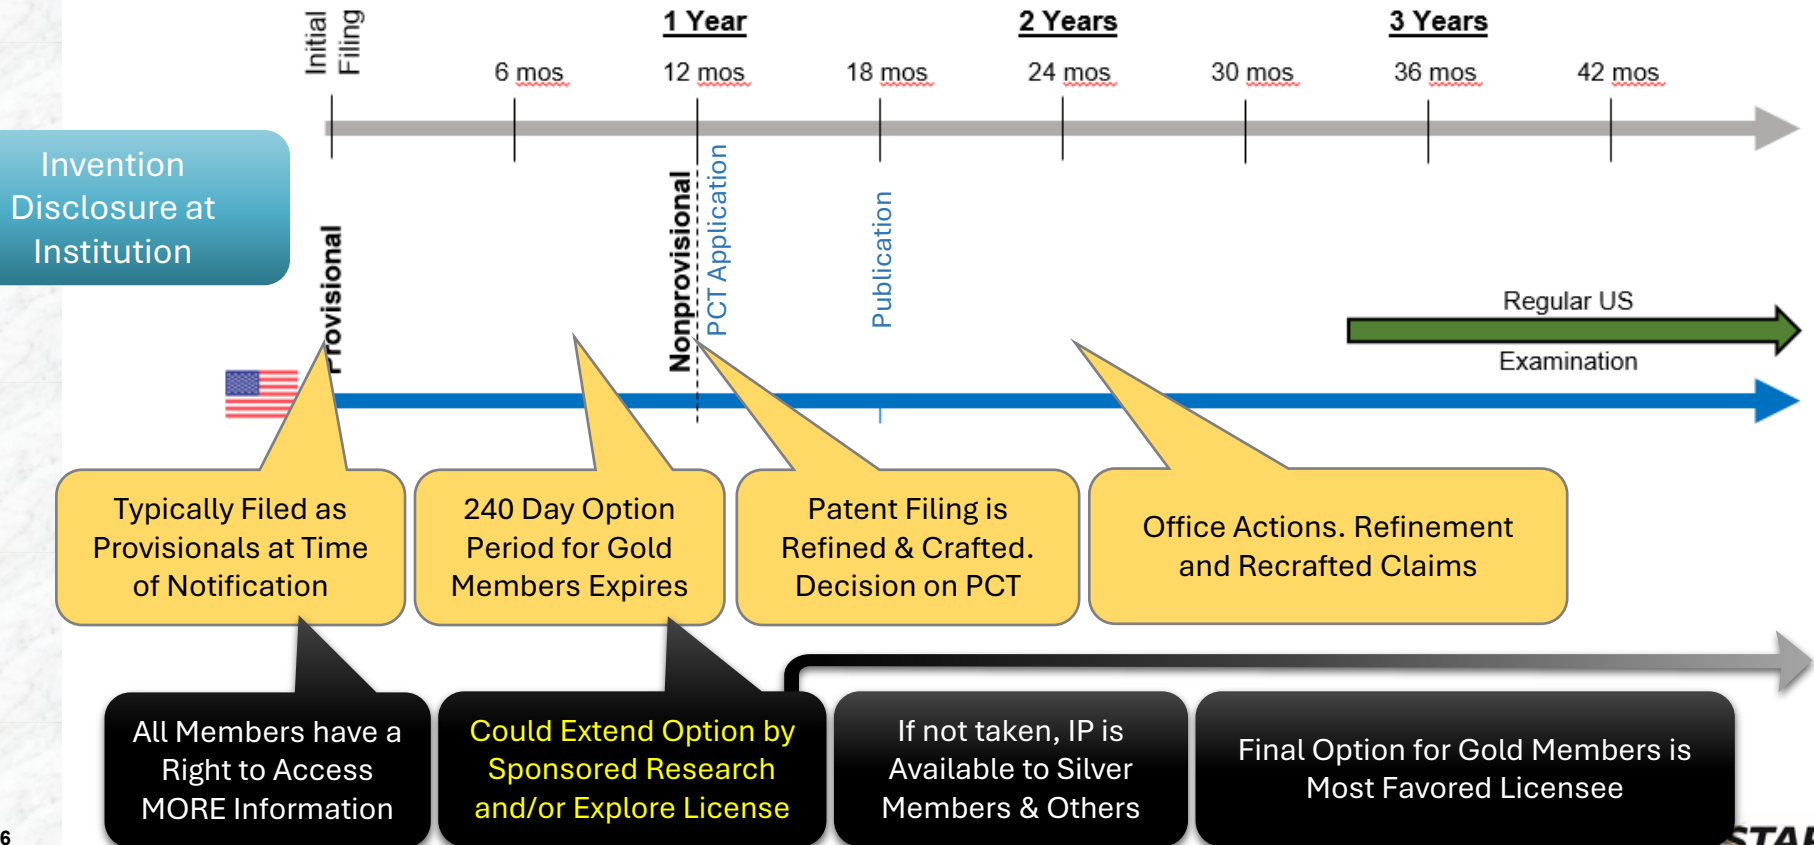 Initial
Filing
1 Year
2 Years
3 Years
6 mos
12 mos
18 mos
24 mos
30 mos
36 mos
42 mos
Invention
Disclosure at
Institution
Provisional
Nonprovisional
PCT Application
Publication
Regular US
Examination
Typically Filed as
Provisionals at Time
of Notification
240 Day Option
Period for Gold
Members Expires
Patent Filing is
Refined & Crafted.
Decision on PCT
Office Actions. Refinement
and Recrafted Claims
All Members have a
Right to Access
MORE Information
Could Extend Option by
Sponsored Research
and/or Explore License
If not taken, IP is
Available to Silver
Members & Others
Final Option for Gold Members is
Most Favored Licensee
6